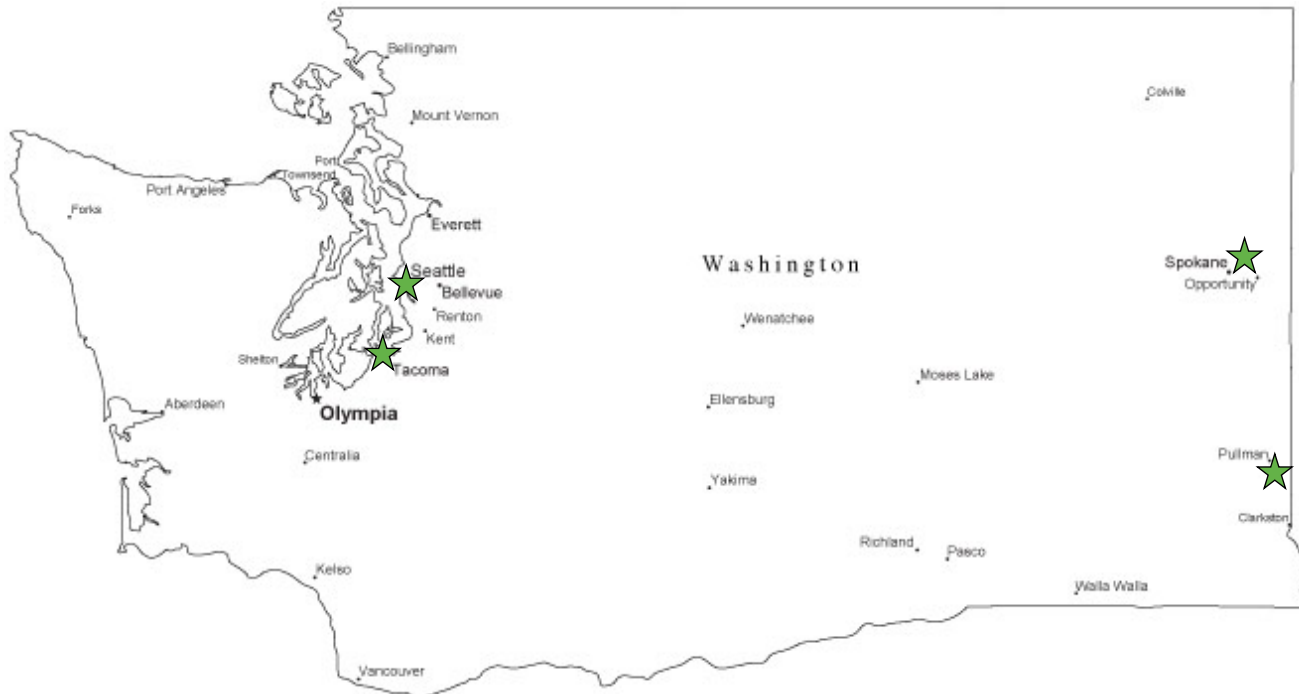 Bellingham
Colville
Mount Vernon
Port
Townsend
Port Angeles
Forks
Everett
Washington
Spokane
Opportunity
Seattle
Bellevue
Renton
Wenatchee
Kent
Shelton
Tacoma
Moses Lake
Ellensburg
Aberdeen
Olympia
Centralia
Pullman
Yakima
Clarkston
Richland
Pasco
Kelso
Walla Walla
Vancouver